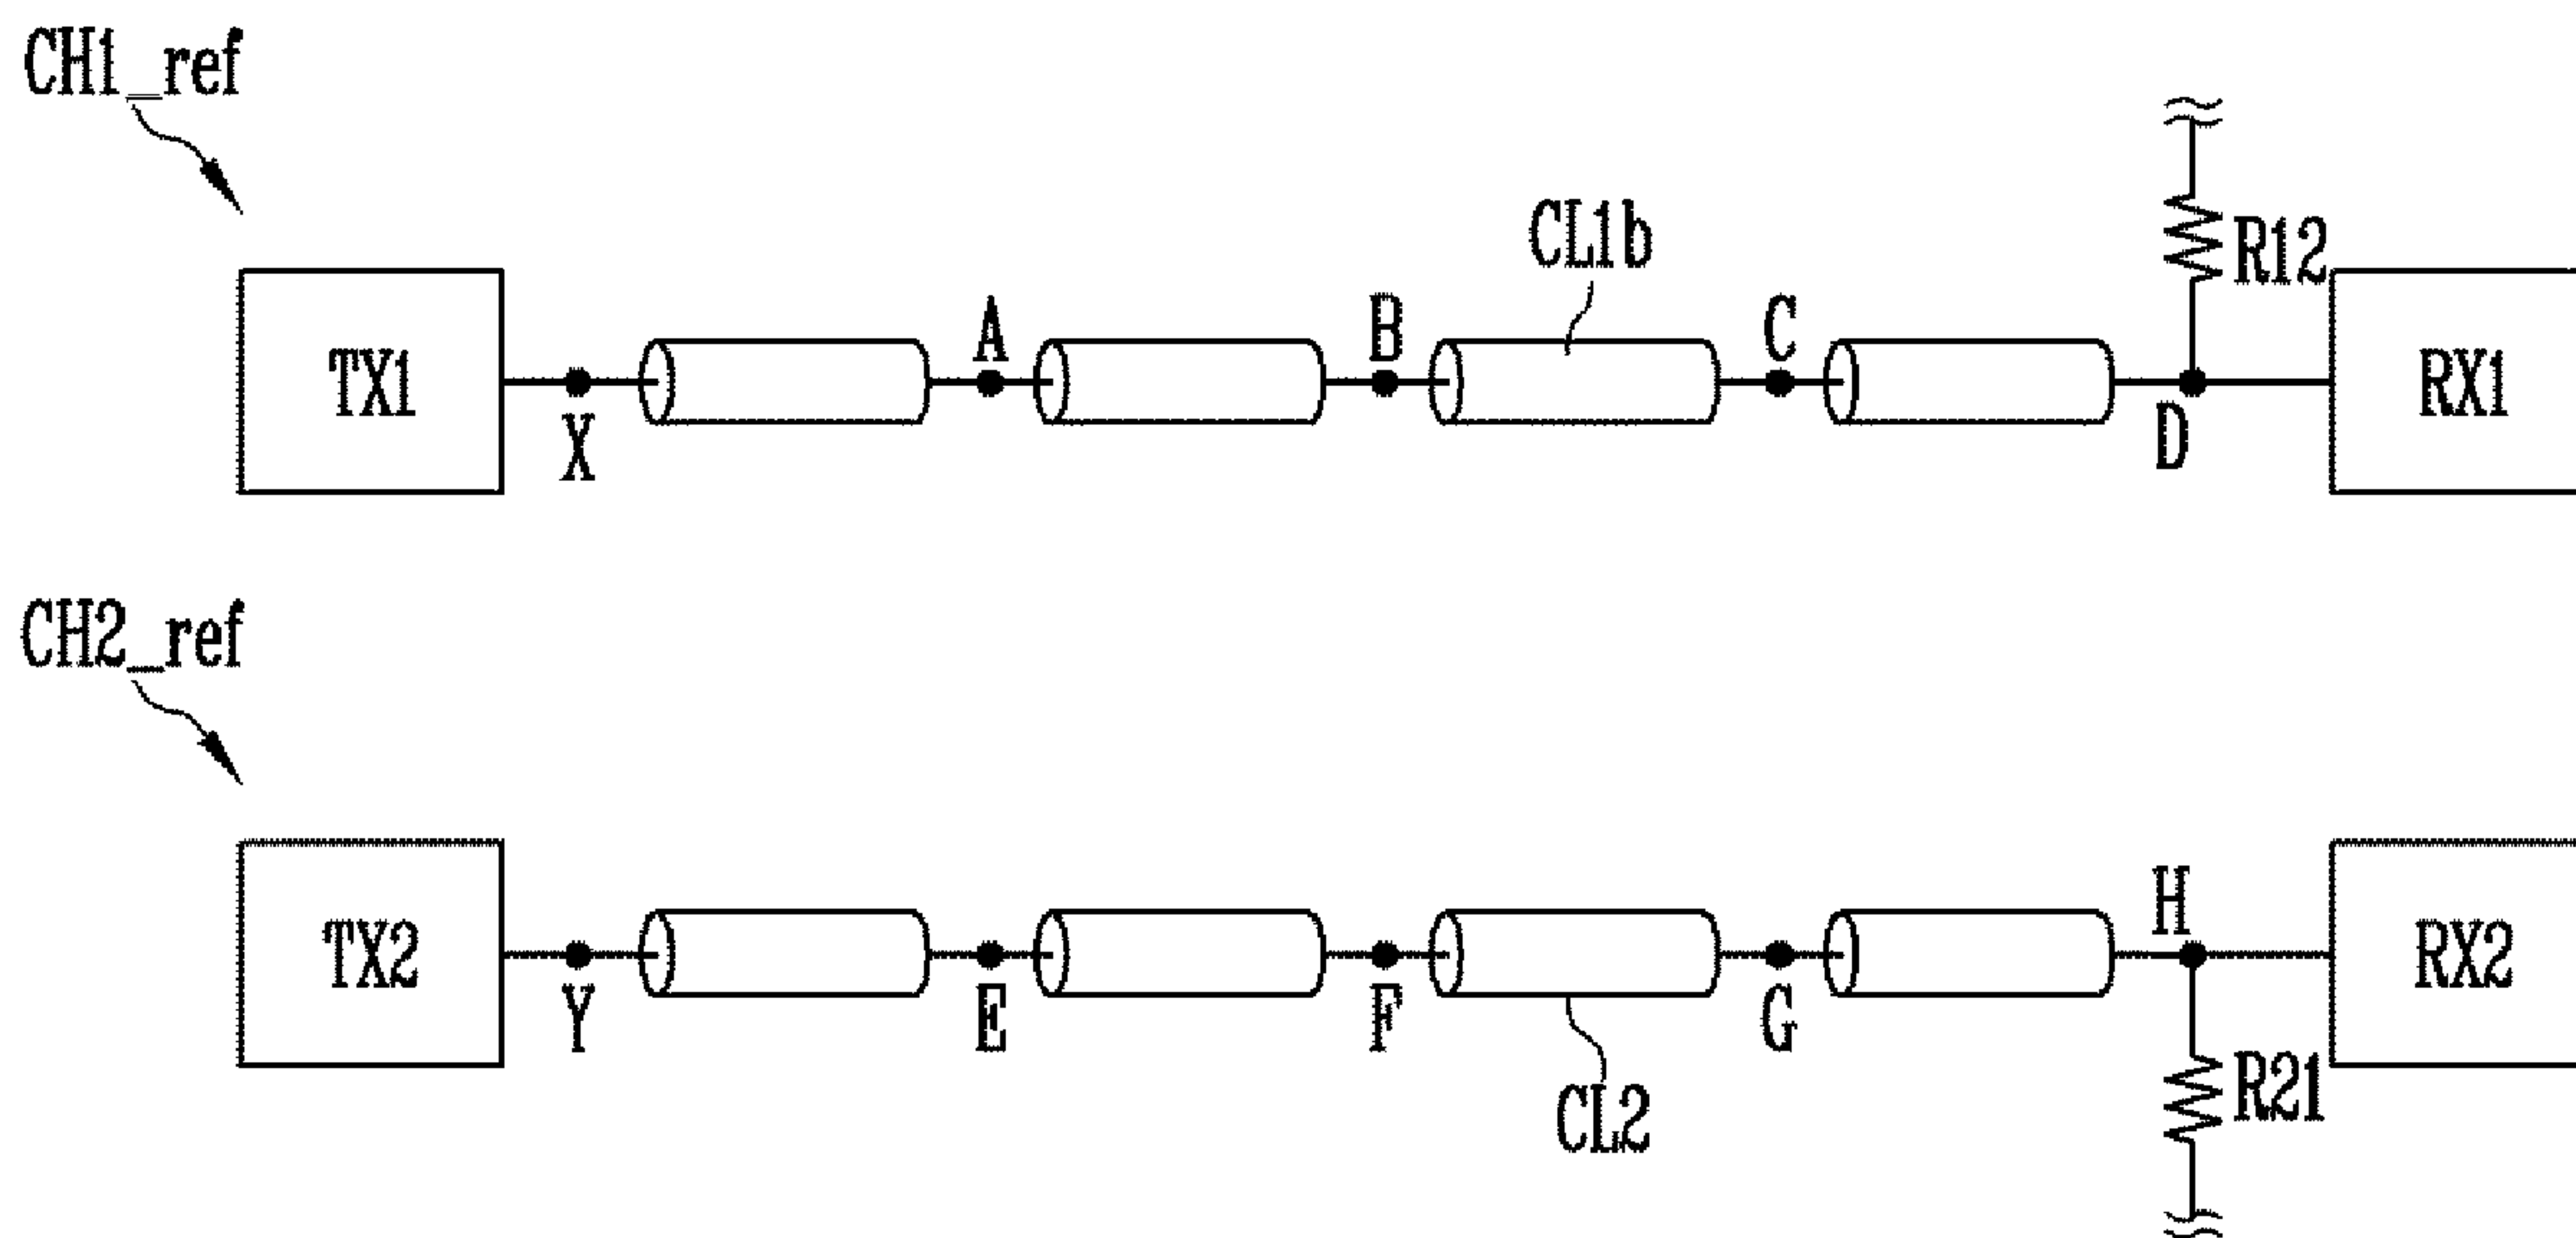 CH1_ref
CL1b
R12
A
B
C
TX1
RX1
X
D
CH2_ref
H
TX2
RX2
Y
E
F
G
R21
CL2